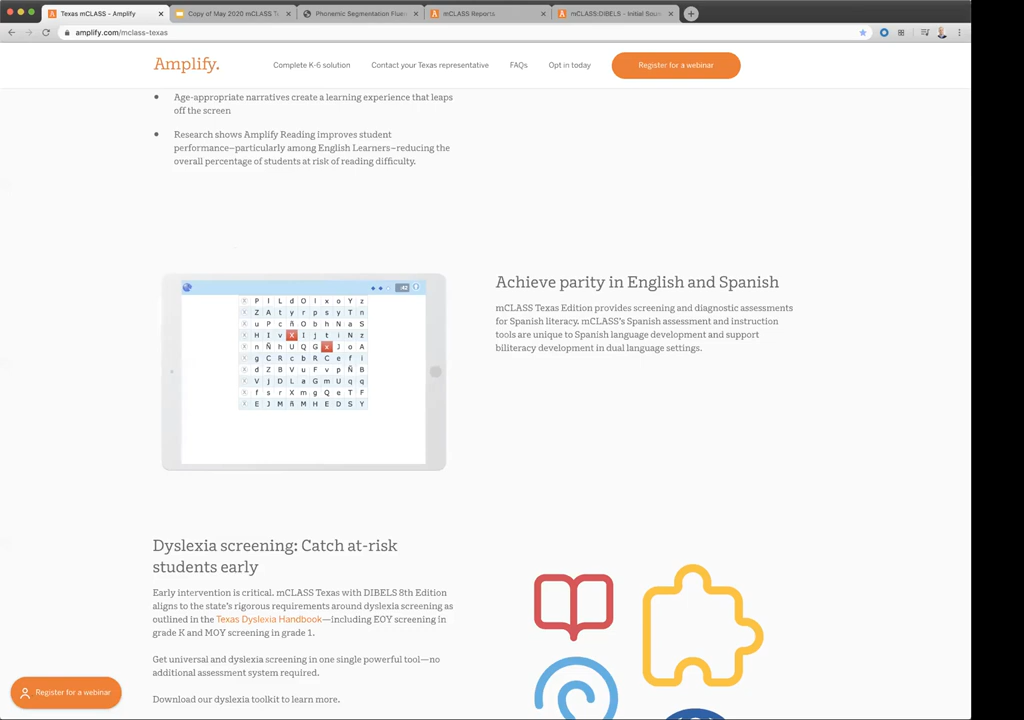 Texas mCLASS - Amplify
Copy of May 2020 mCLASS T
Phonemic Segmentation Flue
mCLASS Reports
mCLASS:DIBELS - Initial Sou
amplify.com/mclass-texas
Amplify.
Complete K-6 solution
Contact your Texas representative
FAQs
Opt in today
Register for a webinar
Age-appropriate narratives create a learning experience that leaps
off the screen
Research shows Amplify Reading improves student
performance–particularly among English Learners–reducing the
overall percentage of students at risk of reading difficulty.
:42
P l L d O I x o Y z
Z A t y r p s y T n
u P c ñ O b h N a S
H I v X I j t i N z
n Ñ h U Q G x J o A
g C R c b R C e f i
d Z B V u F v p Ñ B
V j D L a G m U q q
f s r X m g Q e T F
E J M ñ M H E D S Y
Achieve parity in English and Spanish
mCLASS Texas Edition provides screening and diagnostic assessments
for Spanish literacy. mCLASS's Spanish assessment and instruction
tools are unique to Spanish language development and support
biliteracy development in dual language settings.
Dyslexia screening: Catch at-risk
students early
Early intervention is critical. mCLASS Texas with DIBELS 8th Edition
aligns to the state's rigorous requirements around dyslexia screening as
outlined in the Texas Dyslexia Handbook—including EOY screening in
grade K and MOY screening in grade 1.
Get universal and dyslexia screening in one single powerful tool—no
additional assessment system required.
Download our dyslexia toolkit to learn more.
Register for a webinar